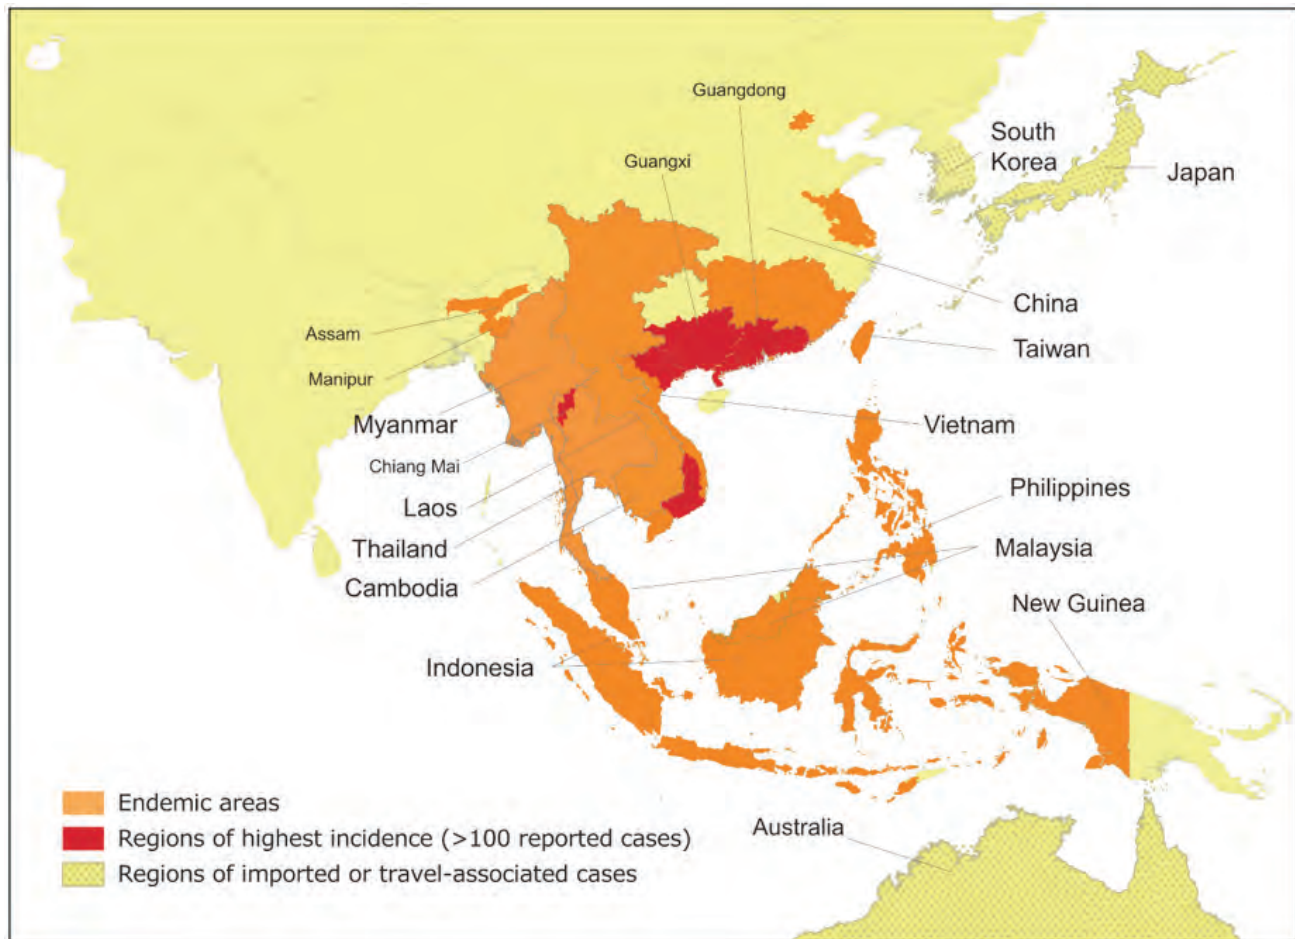 Guangdong
South
Korea
Guangxi
Japan
China
Assam
Taiwan
Manipur
Myanmar
Vietnam
Chiang Mai
Philippines
Laos
Thailand
Malaysia
Cambodia
New Guinea
Indonesia
Endemic areas
Regions of highest incidence (>100 reported cases)
Australia
Regions of imported or travel-associated cases